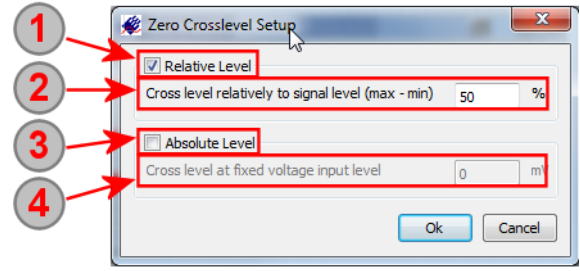 1
Zero Crosslevel Setup
Relative Level
2
Cross level relatively to signal level (max - min) 50 %
3
Absolute Level
Cross level at fixed voltage input level 0 mV
4
Ok Cancel